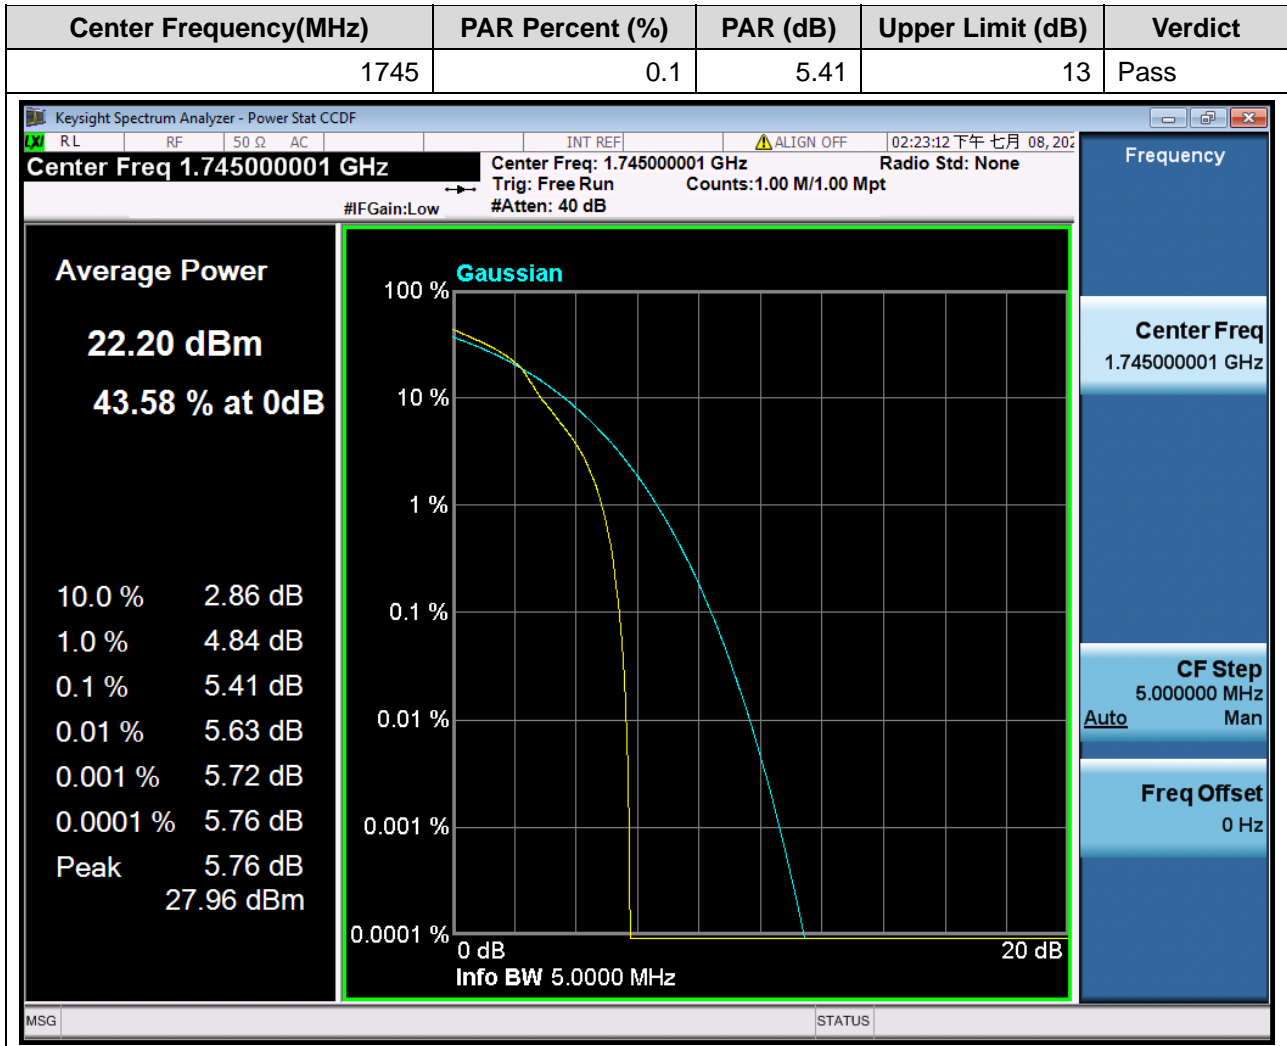 Center Frequency(MHz) PAR Percent (%) PAR (dB) Upper Limit (dB) Verdict
1745 0.1 5.41 13 Pass
Keysight Spectrum Analyzer - Power Stat CCDF
LXI RL RF 50 Ω AC INT REF ALIGN OFF 02:23:12 下午 七月 08, 202
Center Freq 1.745000001 GHz
Center Freq: 1.745000001 GHz Radio Std: None
Trig: Free Run Counts:1.00 M/1.00 Mpt
#IFGain:Low #Atten: 40 dB
Average Power
22.20 dBm
43.58 % at 0dB
10.0 % 2.86 dB
1.0 % 4.84 dB
0.1 % 5.41 dB
0.01 % 5.63 dB
0.001 % 5.72 dB
0.0001 % 5.76 dB
Peak 5.76 dB
27.96 dBm
Gaussian
100 %
10 %
1 %
0.1 %
0.01 %
0.001 %
0.0001 %
0 dB 20 dB
Info BW 5.0000 MHz
Frequency
Center Freq
1.745000001 GHz
CF Step
5.000000 MHz
Auto Man
Freq Offset
0 Hz
MSG STATUS